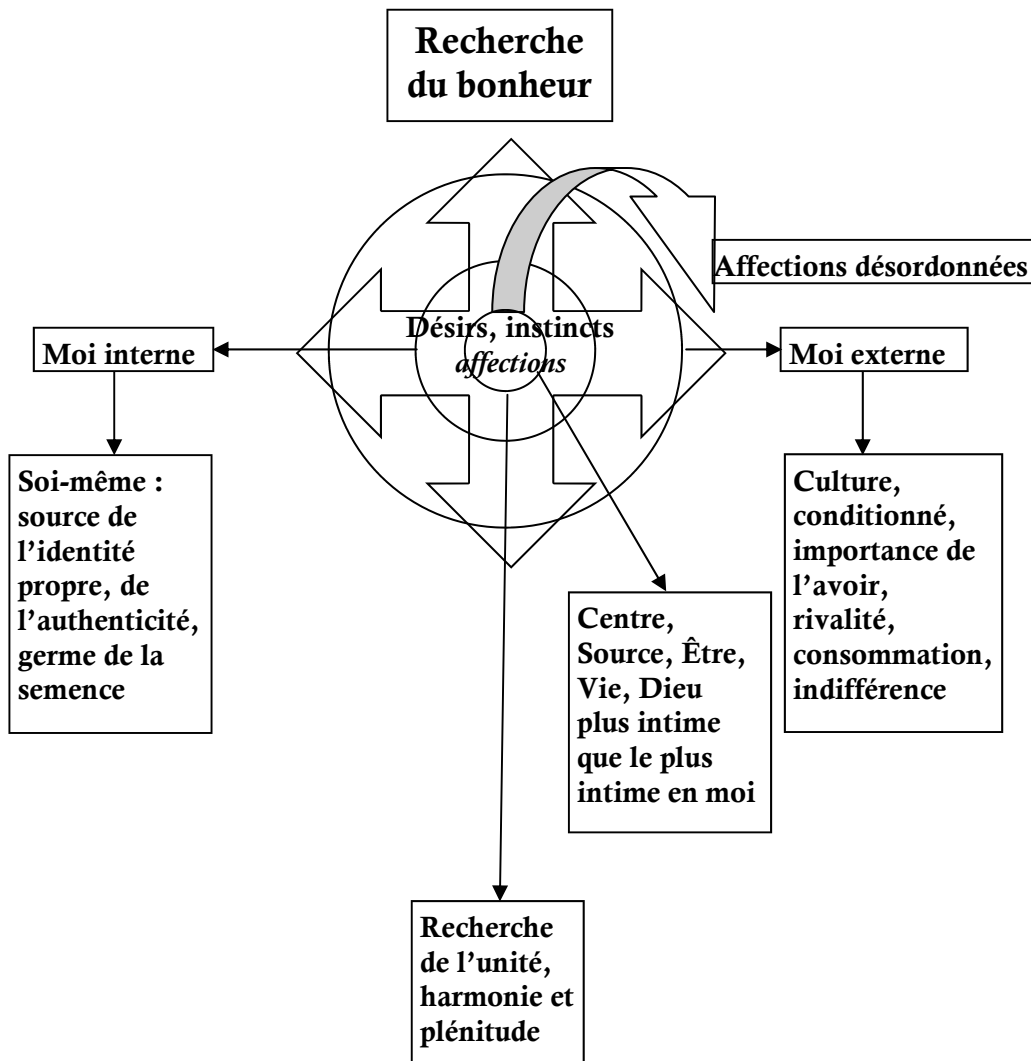 Recherche
du bonheur
Affections désordonnées
Désirs, instincts
affections
Moi interne
Moi externe
Soi-même :
source de
l’identité
propre, de
l’authenticité,
germe de la
semence
Culture,
conditionné,
importance de
l’avoir,
rivalité,
consommation,
indifférence
Centre,
Source, Être,
Vie, Dieu
plus intime
que le plus
intime en moi
Recherche
de l’unité,
harmonie et
plénitude